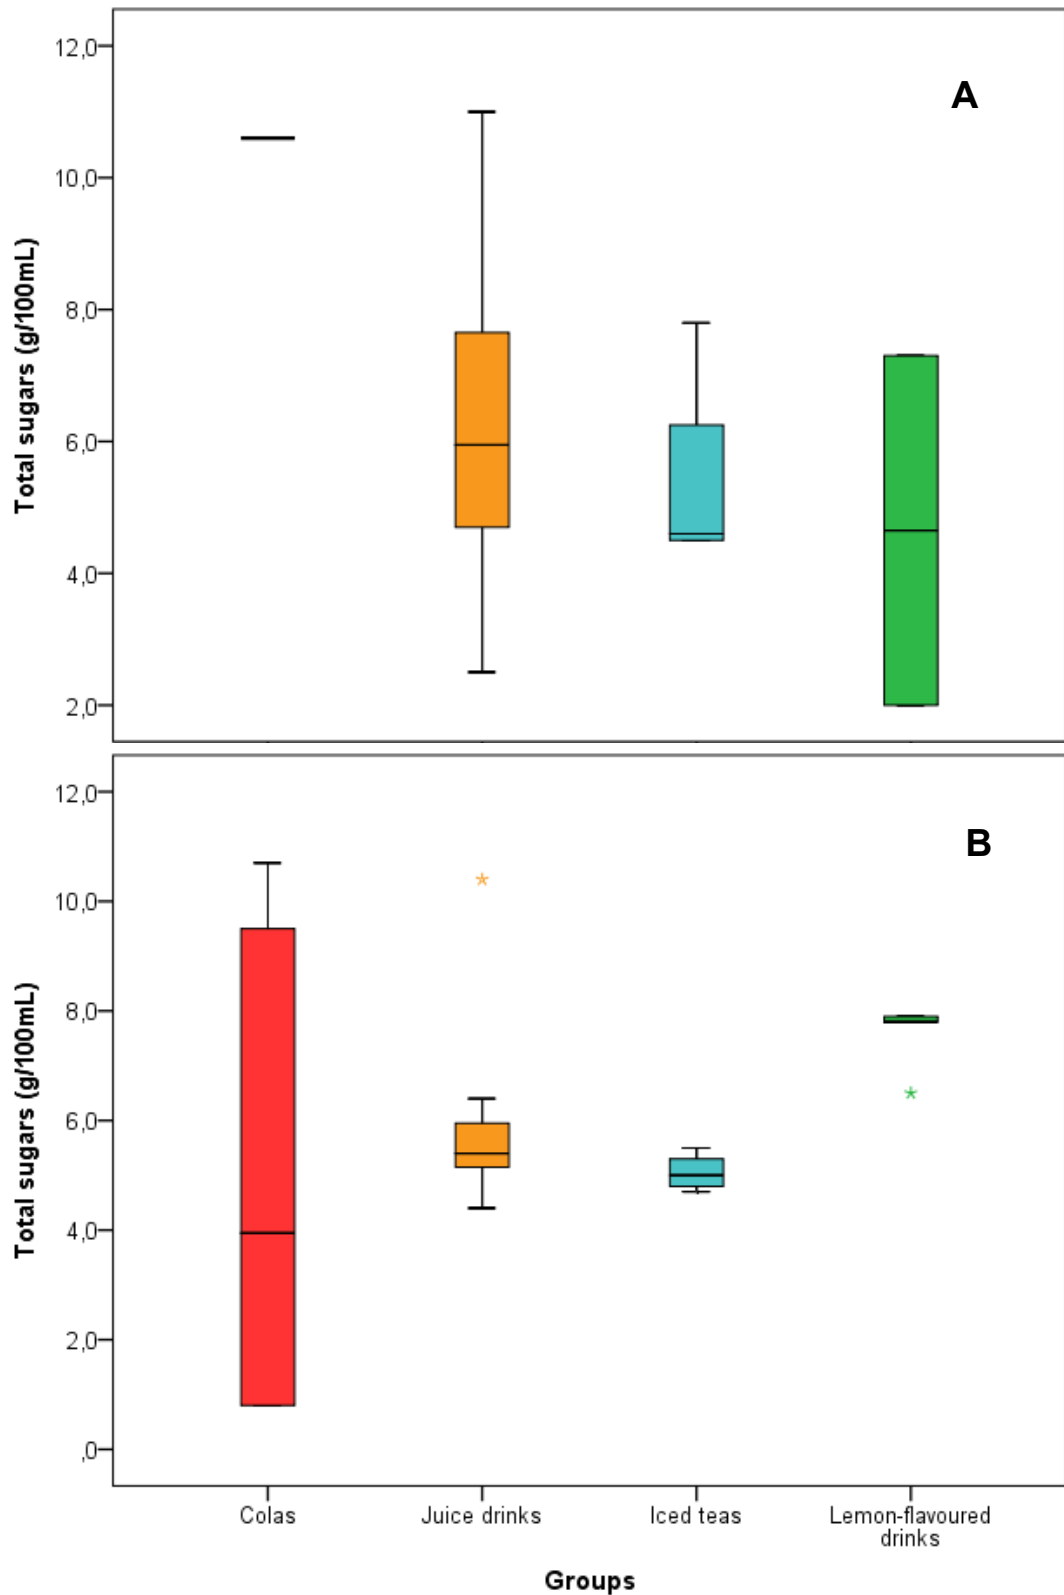 A
Total sugars (g/100mL)
12,0
10,0
8,0
6,0
4,0
2,0
B
Total sugars (g/100mL)
12,0
10,0
8,0
6,0
4,0
2,0
,0
Colas
Juice drinks
Iced teas
Lemon-flavoured
drinks
Groups